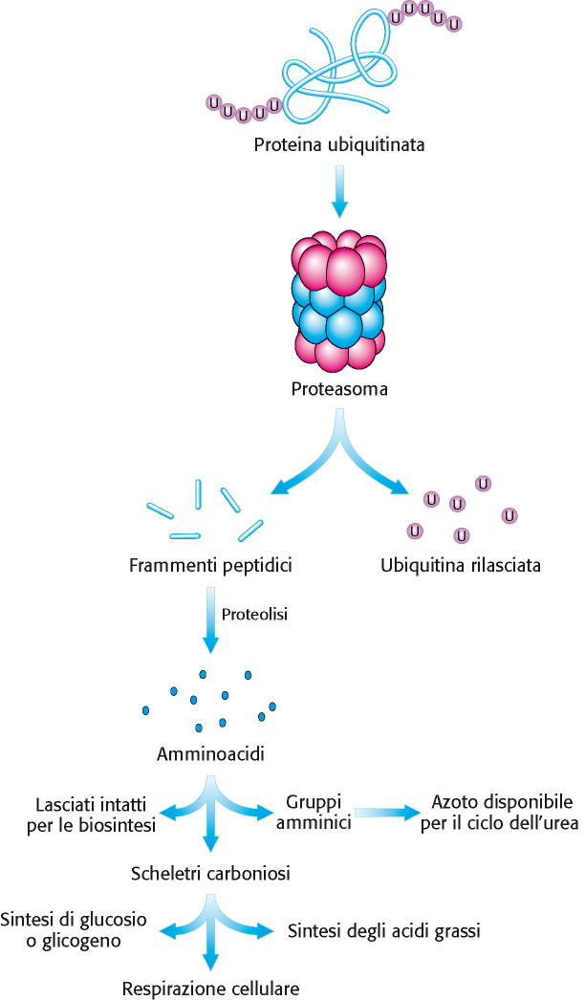 U U U U U
U U U U U
Proteina ubiquitinata
Proteasoma
U U U U U U
Frammenti peptidici
Ubiquitina rilasciata
Proteolisi
Amminoacidi
Lasciati intatti
per le biosintesi
Gruppi
amminici
Azoto disponibile
per il ciclo dell'urea
Scheletri carboniosi
Sintesi di glucosio
o glicogeno
Sintesi degli acidi grassi
Respirazione cellulare